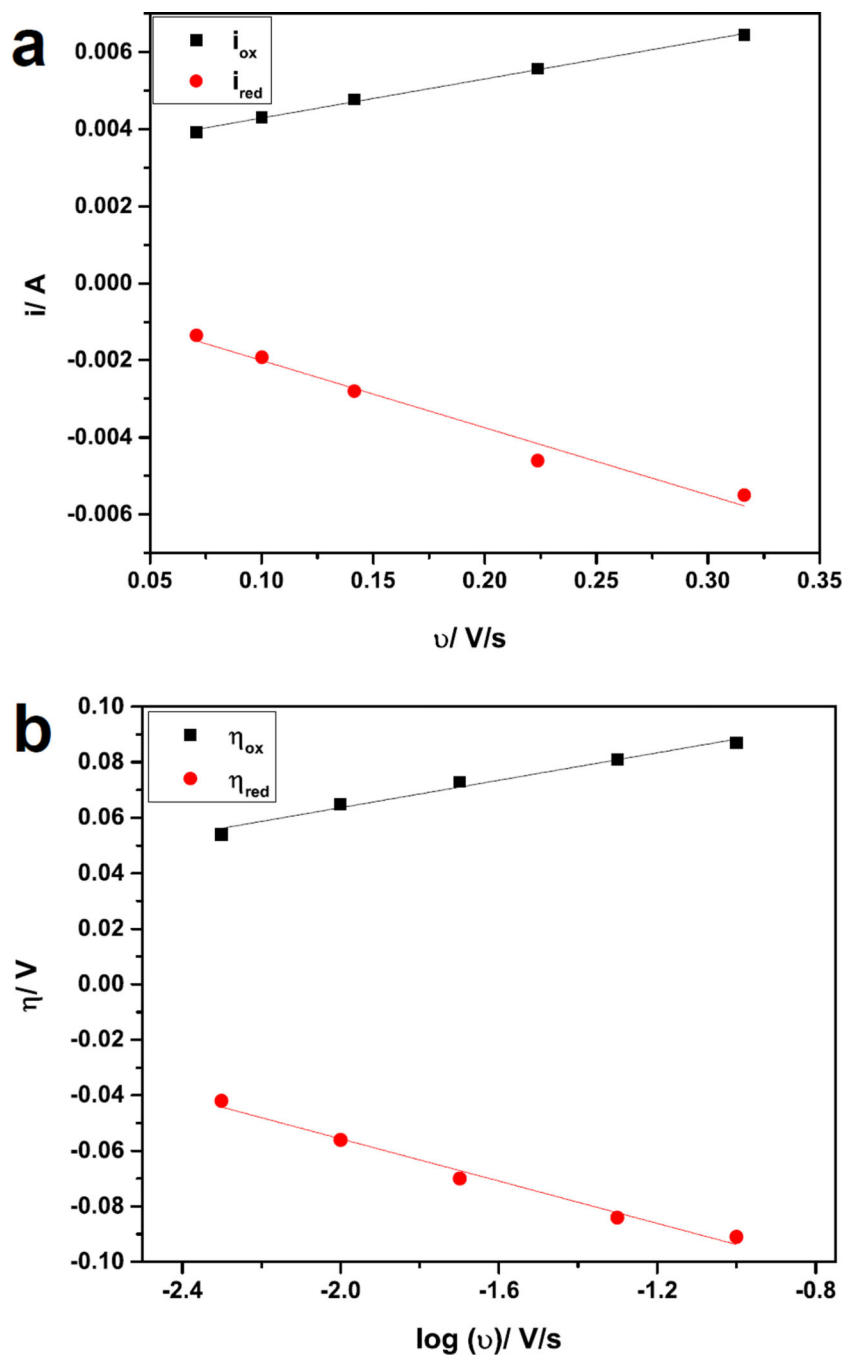 a
i_ox
i_red
0.006
0.004
0.002
0.000
-0.002
-0.004
-0.006
i/ A
0.05 0.10 0.15 0.20 0.25 0.30 0.35
υ/ V/s
b
η_ox
η_red
0.10
0.08
0.06
0.04
0.02
0.00
-0.02
-0.04
-0.06
-0.08
-0.10
η/ V
-2.4 -2.0 -1.6 -1.2 -0.8
log (υ)/ V/s